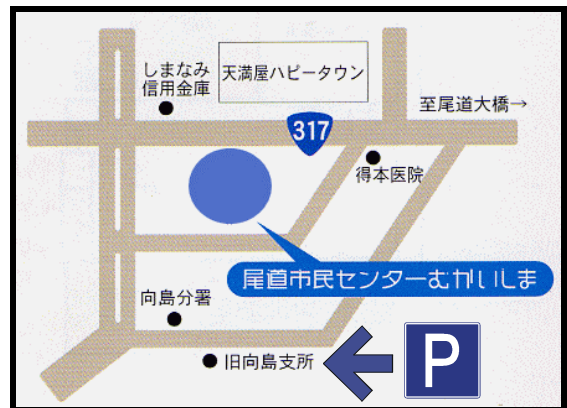 しまなみ
信用金庫
天満屋ハピータウン
至尾道大橋→
317
得本医院
尾道市民センターむかいしま
向島分署
旧向島支所
P